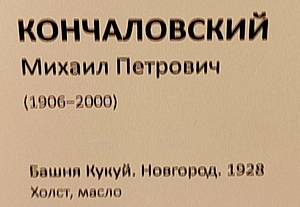 КОНЧАЛОВСКИЙ
Михаил Петрович
(1906–2000)
Башня Кукуй. Новгород. 1928
Холст, масло